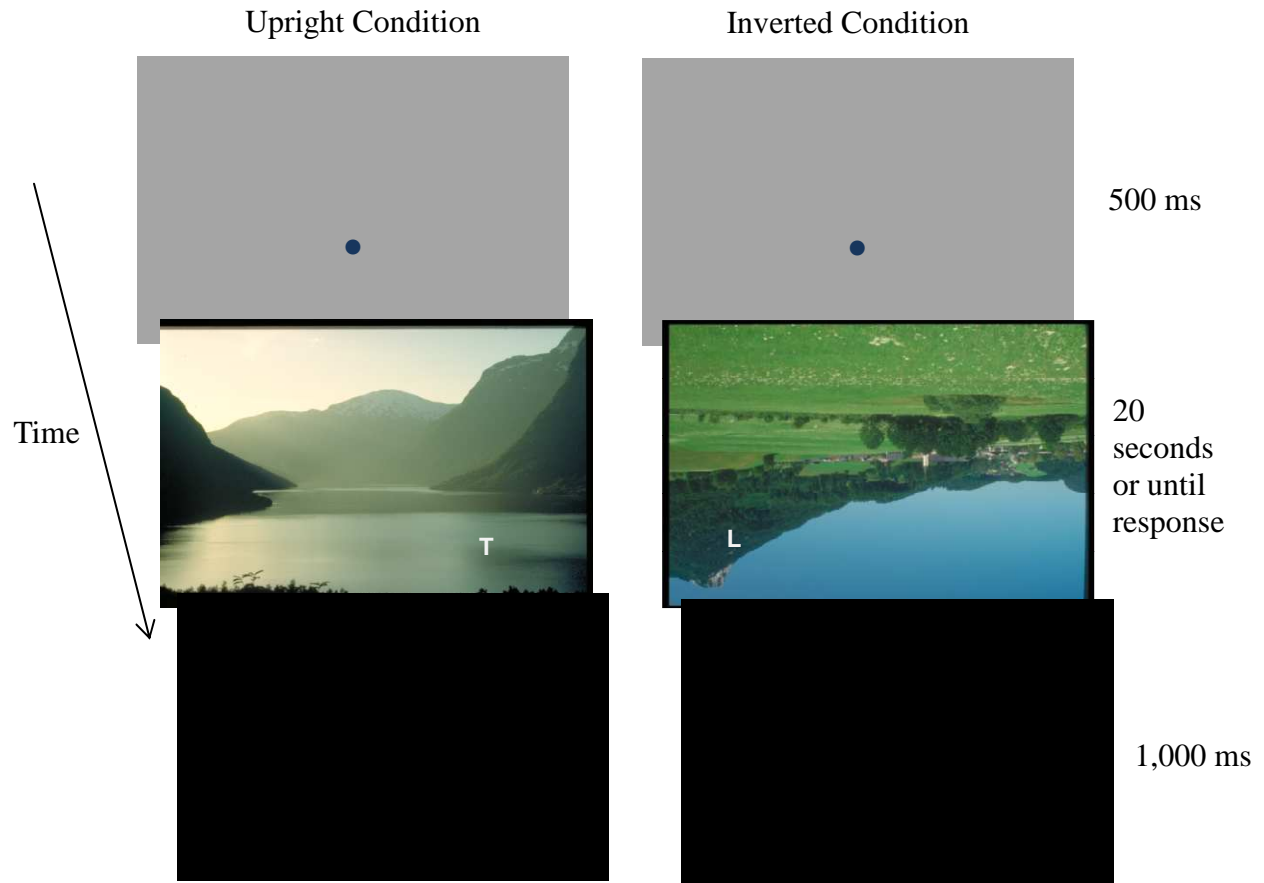 Upright Condition
Inverted Condition
500 ms
Time
T
L
20
seconds
or until
response
1,000 ms